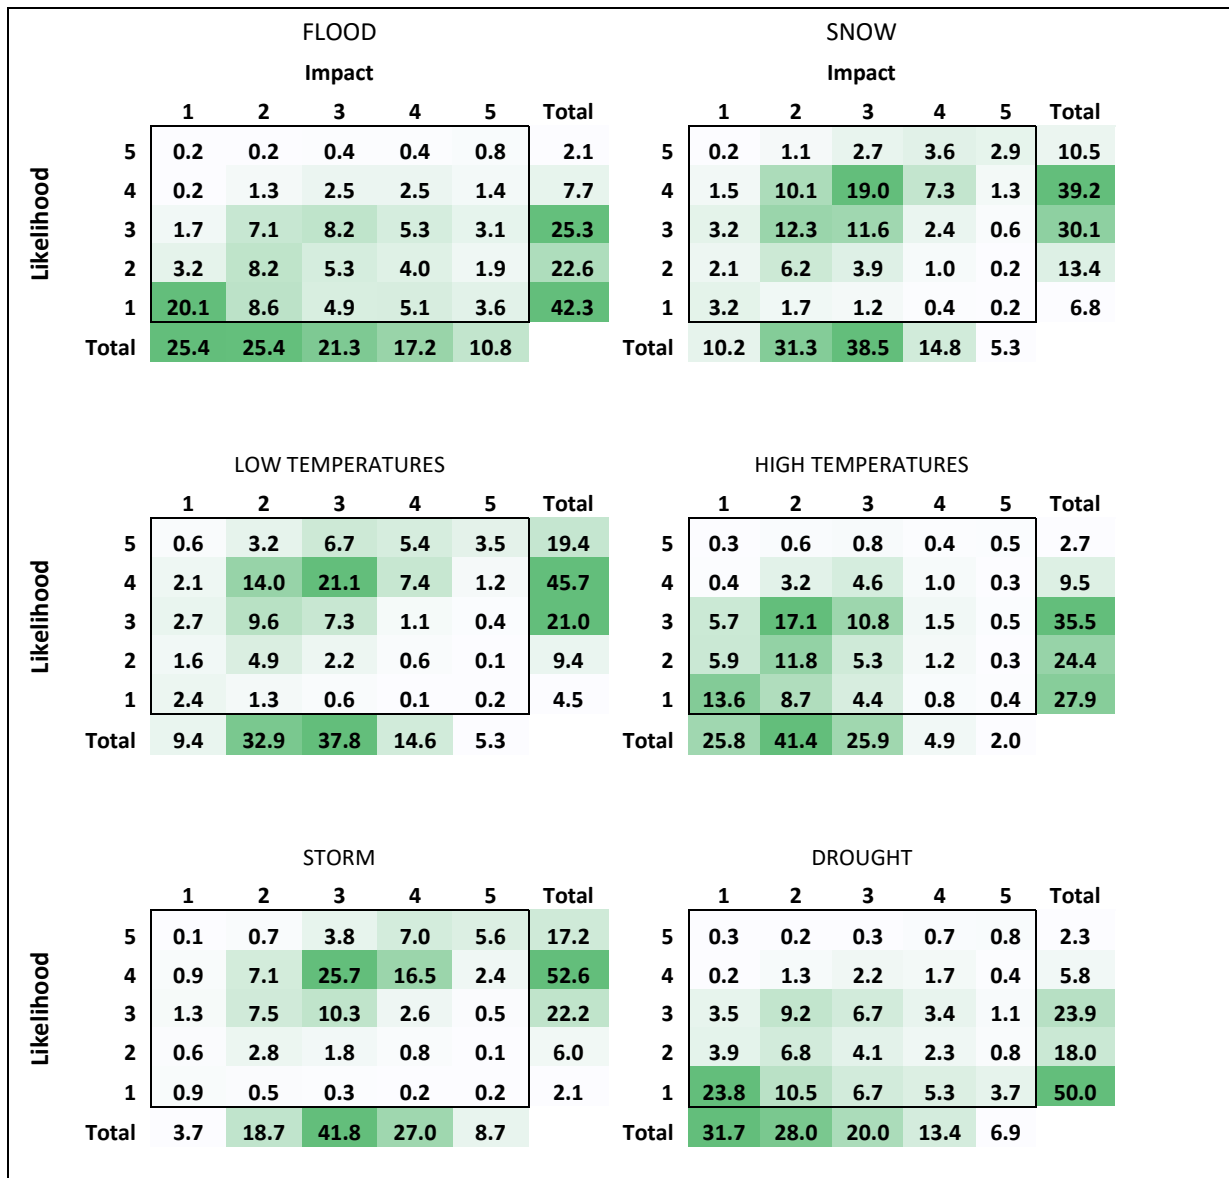 FLOOD SNOW
Impact Impact
1 2 3 4 5 Total 1 2 3 4 5 Total
5 0.2 0.2 0.4 0.4 0.8 2.1 5 0.2 1.1 2.7 3.6 2.9 10.5
4 0.2 1.3 2.5 2.5 1.4 7.7 4 1.5 10.1 19.0 7.3 1.3 39.2
Likelihood 3 1.7 7.1 8.2 5.3 3.1 25.3 3 3.2 12.3 11.6 2.4 0.6 30.1
2 3.2 8.2 5.3 4.0 1.9 22.6 2 2.1 6.2 3.9 1.0 0.2 13.4
1 20.1 8.6 4.9 5.1 3.6 42.3 1 3.2 1.7 1.2 0.4 0.2 6.8
Total 25.4 25.4 21.3 17.2 10.8 Total 10.2 31.3 38.5 14.8 5.3
LOW TEMPERATURES HIGH TEMPERATURES
1 2 3 4 5 Total 1 2 3 4 5 Total
5 0.6 3.2 6.7 5.4 3.5 19.4 5 0.3 0.6 0.8 0.4 0.5 2.7
4 2.1 14.0 21.1 7.4 1.2 45.7 4 0.4 3.2 4.6 1.0 0.3 9.5
Likelihood 3 2.7 9.6 7.3 1.1 0.4 21.0 3 5.7 17.1 10.8 1.5 0.5 35.5
2 1.6 4.9 2.2 0.6 0.1 9.4 2 5.9 11.8 5.3 1.2 0.3 24.4
1 2.4 1.3 0.6 0.1 0.2 4.5 1 13.6 8.7 4.4 0.8 0.4 27.9
Total 9.4 32.9 37.8 14.6 5.3 Total 25.8 41.4 25.9 4.9 2.0
STORM DROUGHT
1 2 3 4 5 Total 1 2 3 4 5 Total
5 0.1 0.7 3.8 7.0 5.6 17.2 5 0.3 0.2 0.3 0.7 0.8 2.3
4 0.9 7.1 25.7 16.5 2.4 52.6 4 0.2 1.3 2.2 1.7 0.4 5.8
Likelihood 3 1.3 7.5 10.3 2.6 0.5 22.2 3 3.5 9.2 6.7 3.4 1.1 23.9
2 0.6 2.8 1.8 0.8 0.1 6.0 2 3.9 6.8 4.1 2.3 0.8 18.0
1 0.9 0.5 0.3 0.2 0.2 2.1 1 23.8 10.5 6.7 5.3 3.7 50.0
Total 3.7 18.7 41.8 27.0 8.7 Total 31.7 28.0 20.0 13.4 6.9